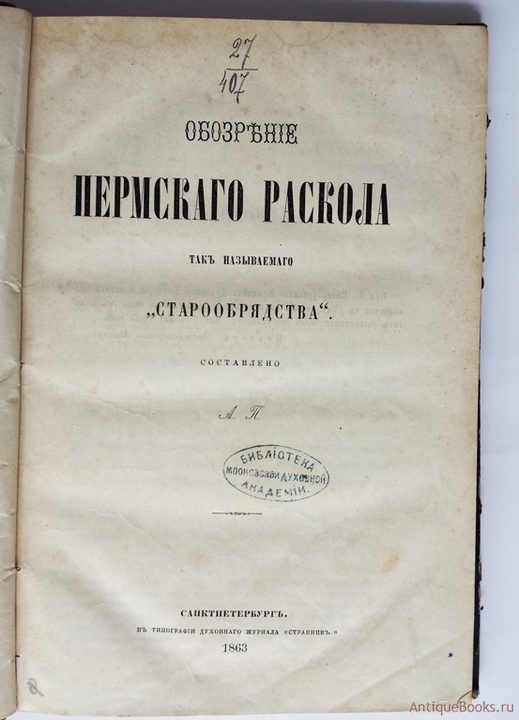 27
407
ОБОЗРѢНІЕ
ПЕРМСКАГО РАСКОЛА
ТАКЪ НАЗЫВАЕМАГО
„СТАРООБРЯДСТВА“.
СОСТАВЛЕНО
А. П.
БИБЛІОТЕКА
МОСКОВСКОЙ ДУХОВНОЙ
АКАДЕМІИ.
САНКТПЕТЕРБУРГЪ.
ВЪ ТИПОГРАФІИ ДУХОВНАГО ЖУРНАЛА «СТРАННИК.»
1863
AntiqueBooks.ru